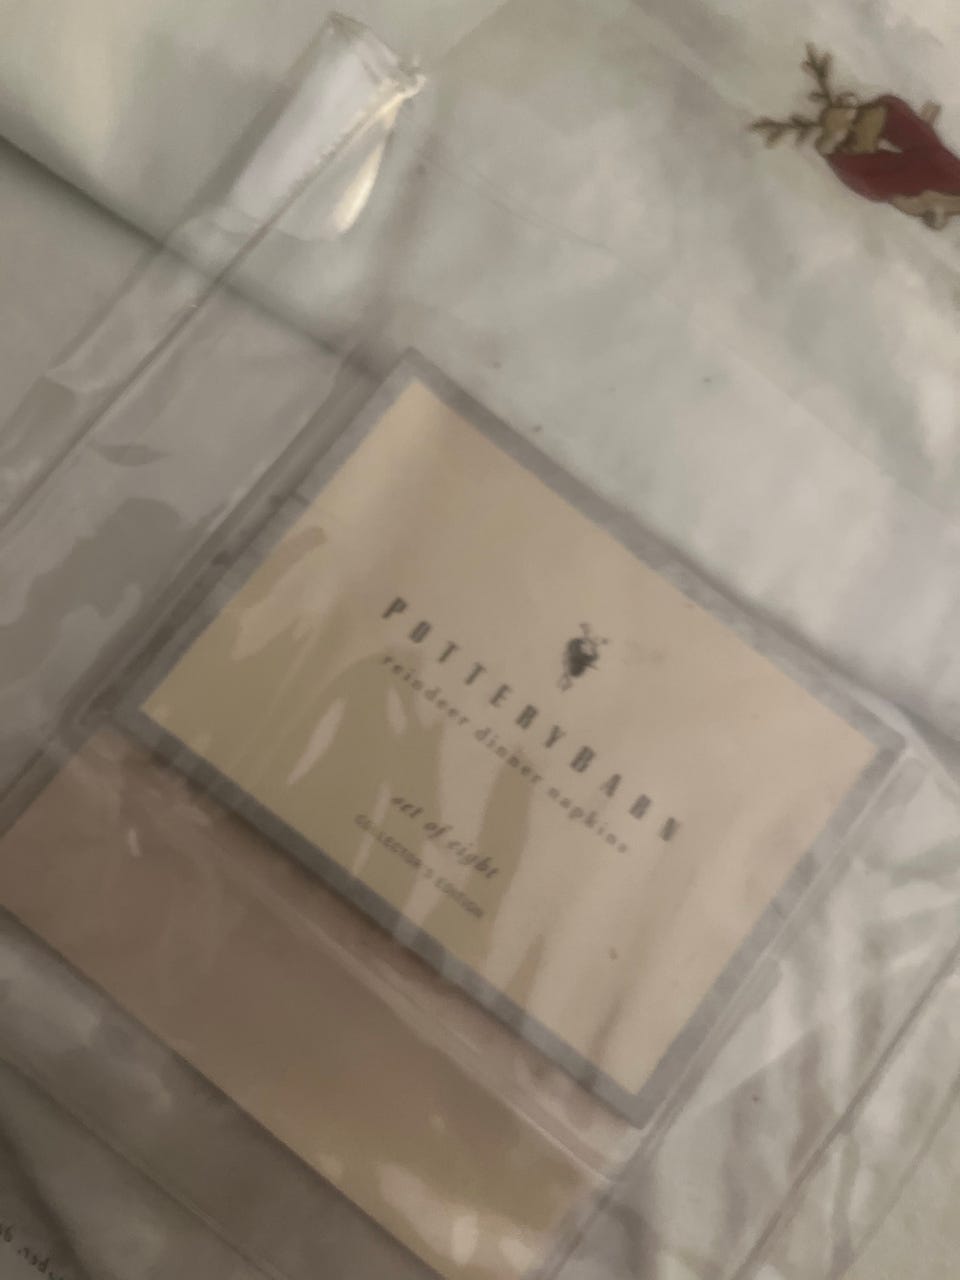 POTTERYBARN
reindeer dinner napkins
set of eight
COLLECTOR'S EDITION